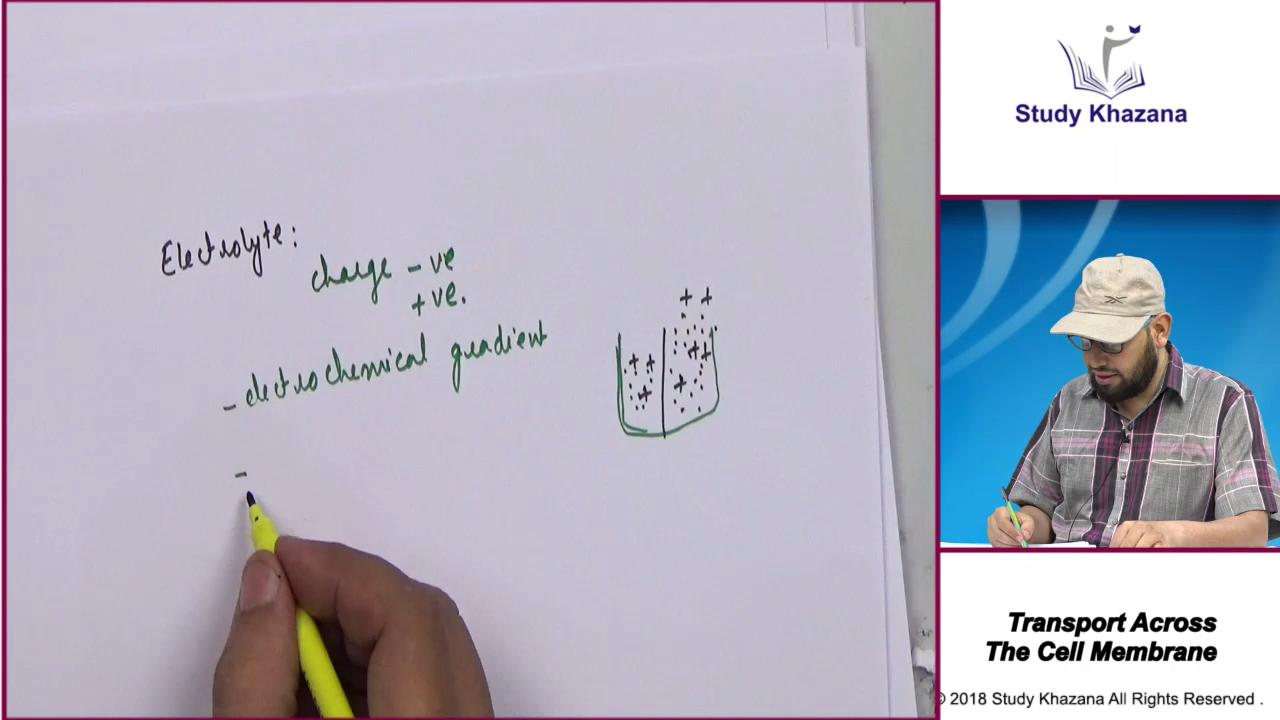 Electrolyte:
charge - ve
+ ve.
- electrochemical gradient
-
Study Khazana
Transport Across
The Cell Membrane
© 2018 Study Khazana All Rights Reserved .